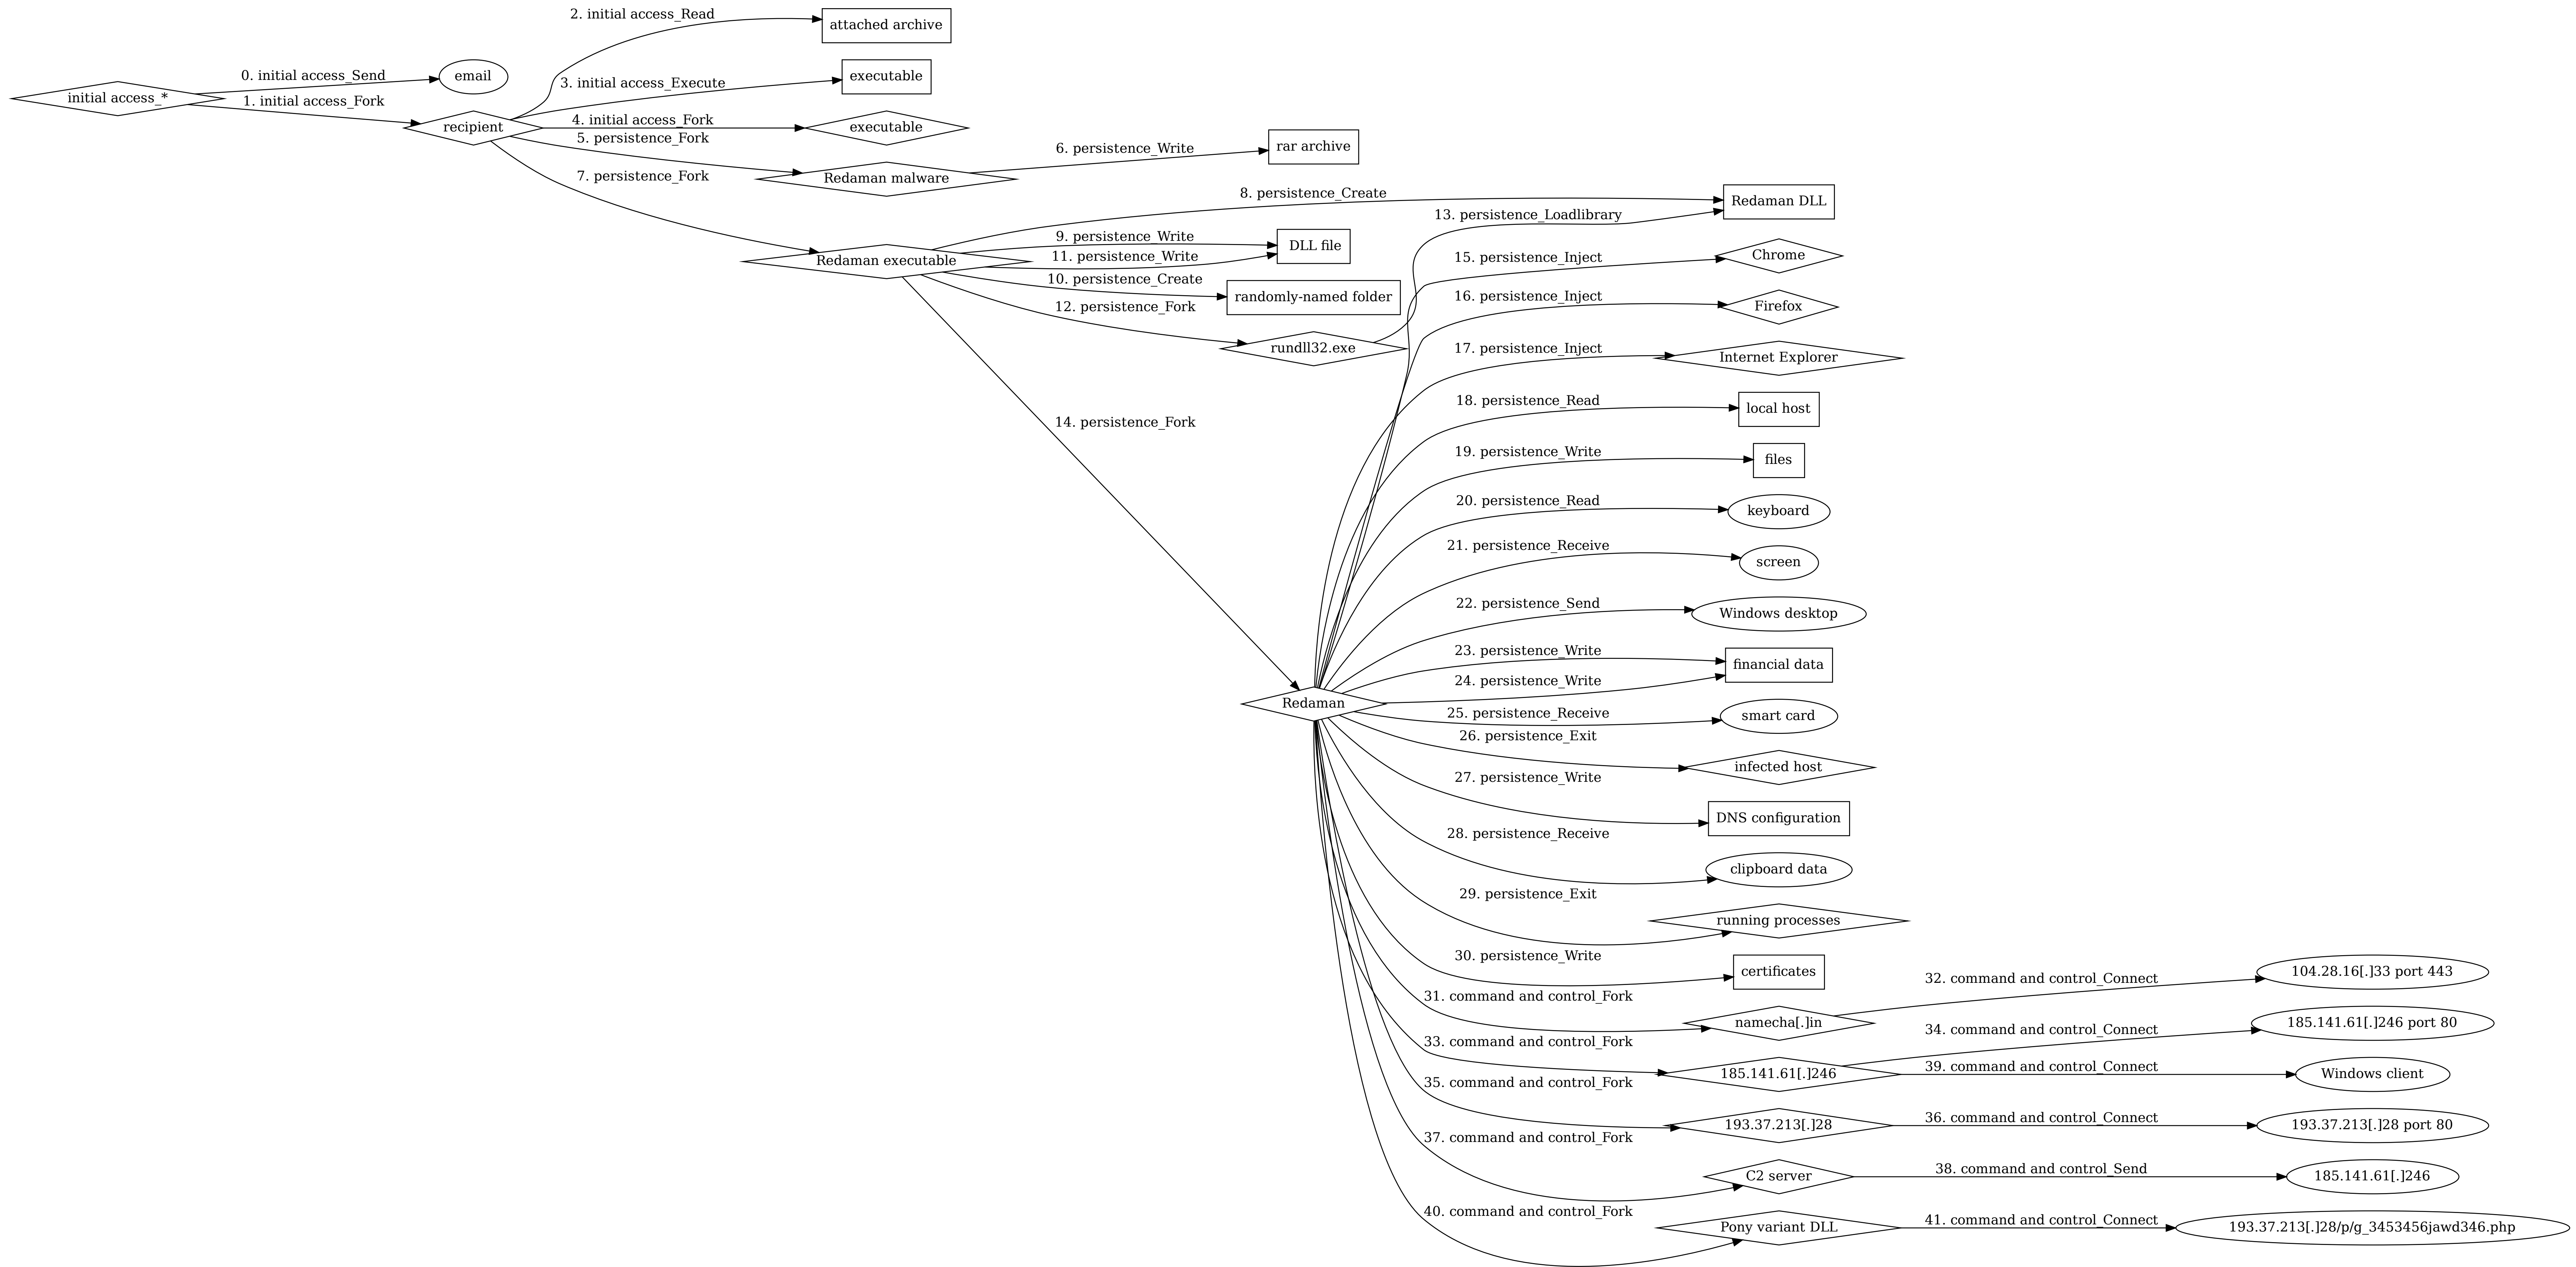 2. initial access_Read
attached archive
0. initial access_Send
email
3. initial access_Execute
executable
initial access_*
1. initial access_Fork
recipient
4. initial access_Fork
executable
5. persistence_Fork
6. persistence_Write
rar archive
7. persistence_Fork
Redaman malware
8. persistence_Create
Redaman DLL
13. persistence_Loadlibrary
9. persistence_Write
DLL file
11. persistence_Write
Redaman executable
15. persistence_Inject
Chrome
10. persistence_Create
randomly-named folder
16. persistence_Inject
Firefox
12. persistence_Fork
rundll32.exe
17. persistence_Inject
Internet Explorer
18. persistence_Read
local host
14. persistence_Fork
19. persistence_Write
files
20. persistence_Read
keyboard
21. persistence_Receive
screen
22. persistence_Send
Windows desktop
23. persistence_Write
financial data
24. persistence_Write
Redaman
25. persistence_Receive
smart card
26. persistence_Exit
infected host
27. persistence_Write
DNS configuration
28. persistence_Receive
clipboard data
29. persistence_Exit
running processes
30. persistence_Write
certificates
31. command and control_Fork
namecha[.]in
32. command and control_Connect
104.28.16[.]33 port 443
33. command and control_Fork
185.141.61[.]246
34. command and control_Connect
185.141.61[.]246 port 80
39. command and control_Connect
Windows client
35. command and control_Fork
193.37.213[.]28
36. command and control_Connect
193.37.213[.]28 port 80
37. command and control_Fork
C2 server
38. command and control_Send
185.141.61[.]246
40. command and control_Fork
Pony variant DLL
41. command and control_Connect
193.37.213[.]28/p/g_3453456jawd346.php